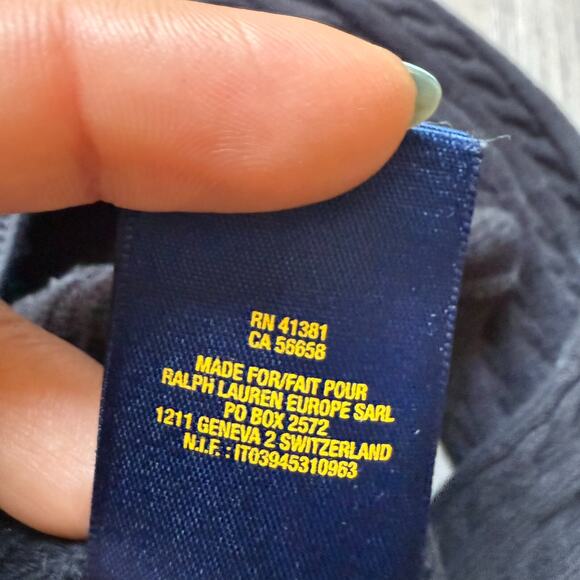 RN 41381
CA 56658
MADE FOR/FAIT POUR
RALPH LAUREN EUROPE SARL
PO BOX 2572
1211 GENEVA 2 SWITZERLAND
N.I.F. : IT03945310963